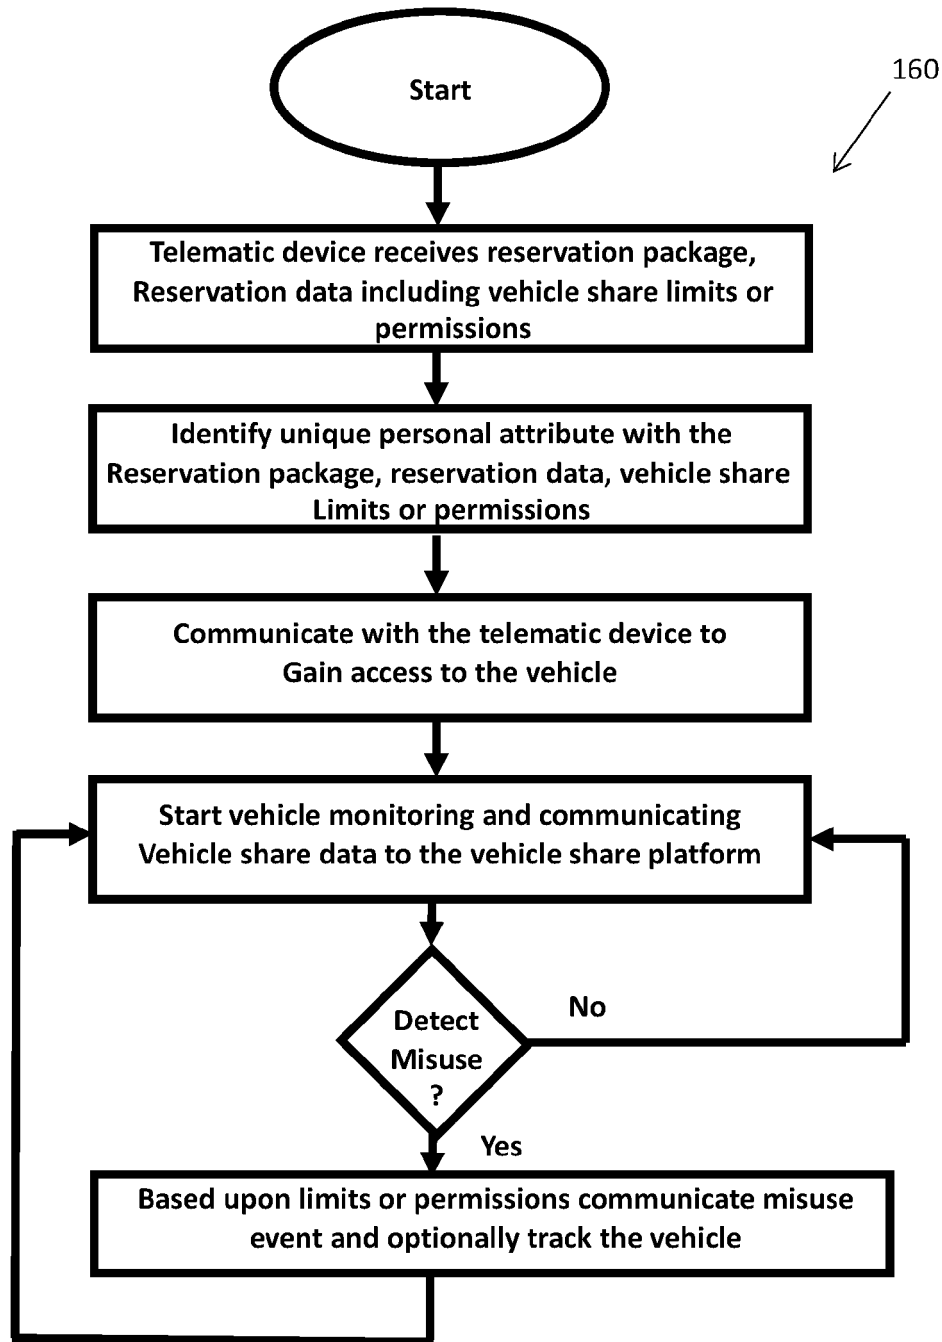 Start
160
Telematic device receives reservation package,
Reservation data including vehicle share limits or
permissions
Identify unique personal attribute with the
Reservation package, reservation data, vehicle share
Limits or permissions
Communicate with the telematic device to
Gain access to the vehicle
Start vehicle monitoring and communicating
Vehicle share data to the vehicle share platform
Detect
Misuse
?
No
Yes
Based upon limits or permissions communicate misuse
event and optionally track the vehicle